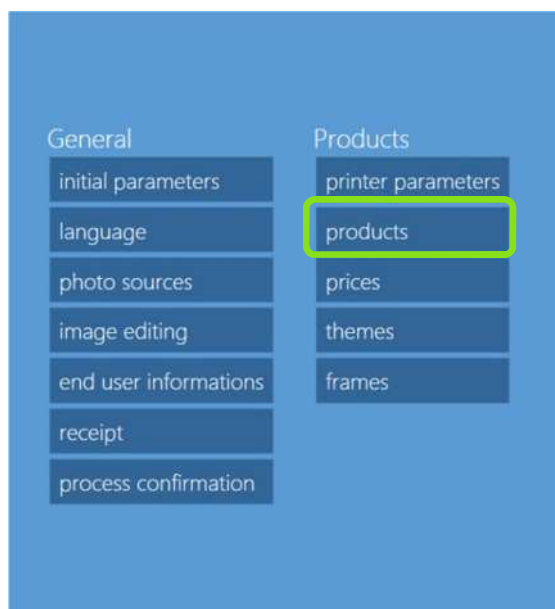 General
initial parameters
language
photo sources
image editing
end user informations
receipt
process confirmation
Products
printer parameters
products
prices
themes
frames